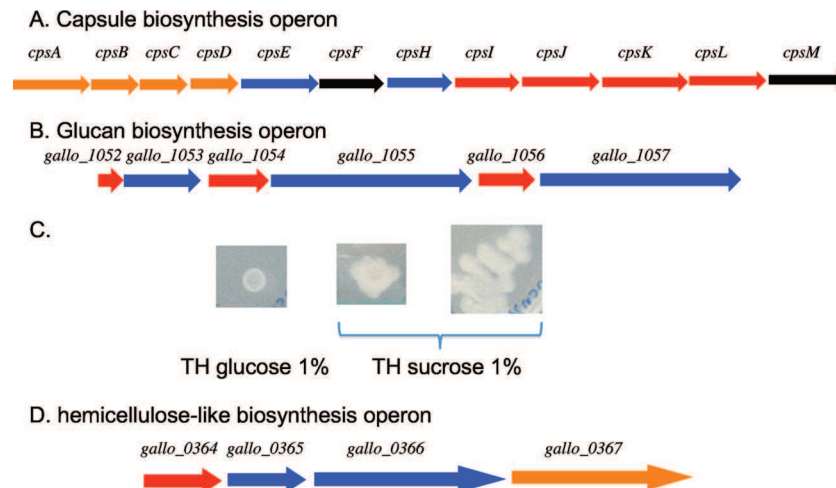 A. Capsule biosynthesis operon
cpsA cpsB cpsC cpsD cpsE cpsF cpsH cpsI cpsJ cpsK cpsL cpsM
B. Glucan biosynthesis operon
gallo_1052 gallo_1053 gallo_1054 gallo_1055 gallo_1056 gallo_1057
C.
TH glucose 1% TH sucrose 1%
D. hemicellulose-like biosynthesis operon
gallo_0364 gallo_0365 gallo_0366 gallo_0367